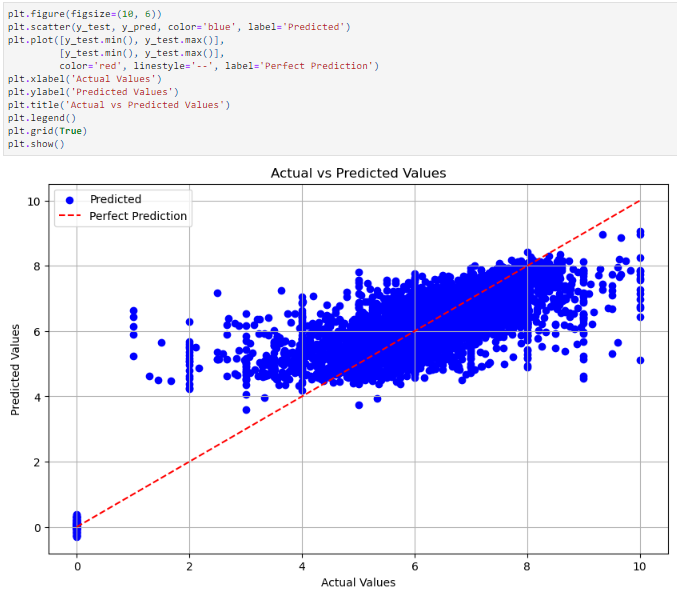 plt.figure(figsize=(10, 6))
plt.scatter(y_test, y_pred, color='blue', label='Predicted')
plt.plot([y_test.min(), y_test.max()],
         [y_test.min(), y_test.max()],
         color='red', linestyle='--', label='Perfect Prediction')
plt.xlabel('Actual Values')
plt.ylabel('Predicted Values')
plt.title('Actual vs Predicted Values')
plt.legend()
plt.grid(True)
plt.show()
Actual vs Predicted Values
Predicted
Perfect Prediction
10
8
6
4
2
0
Predicted Values
0 2 4 6 8 10
Actual Values